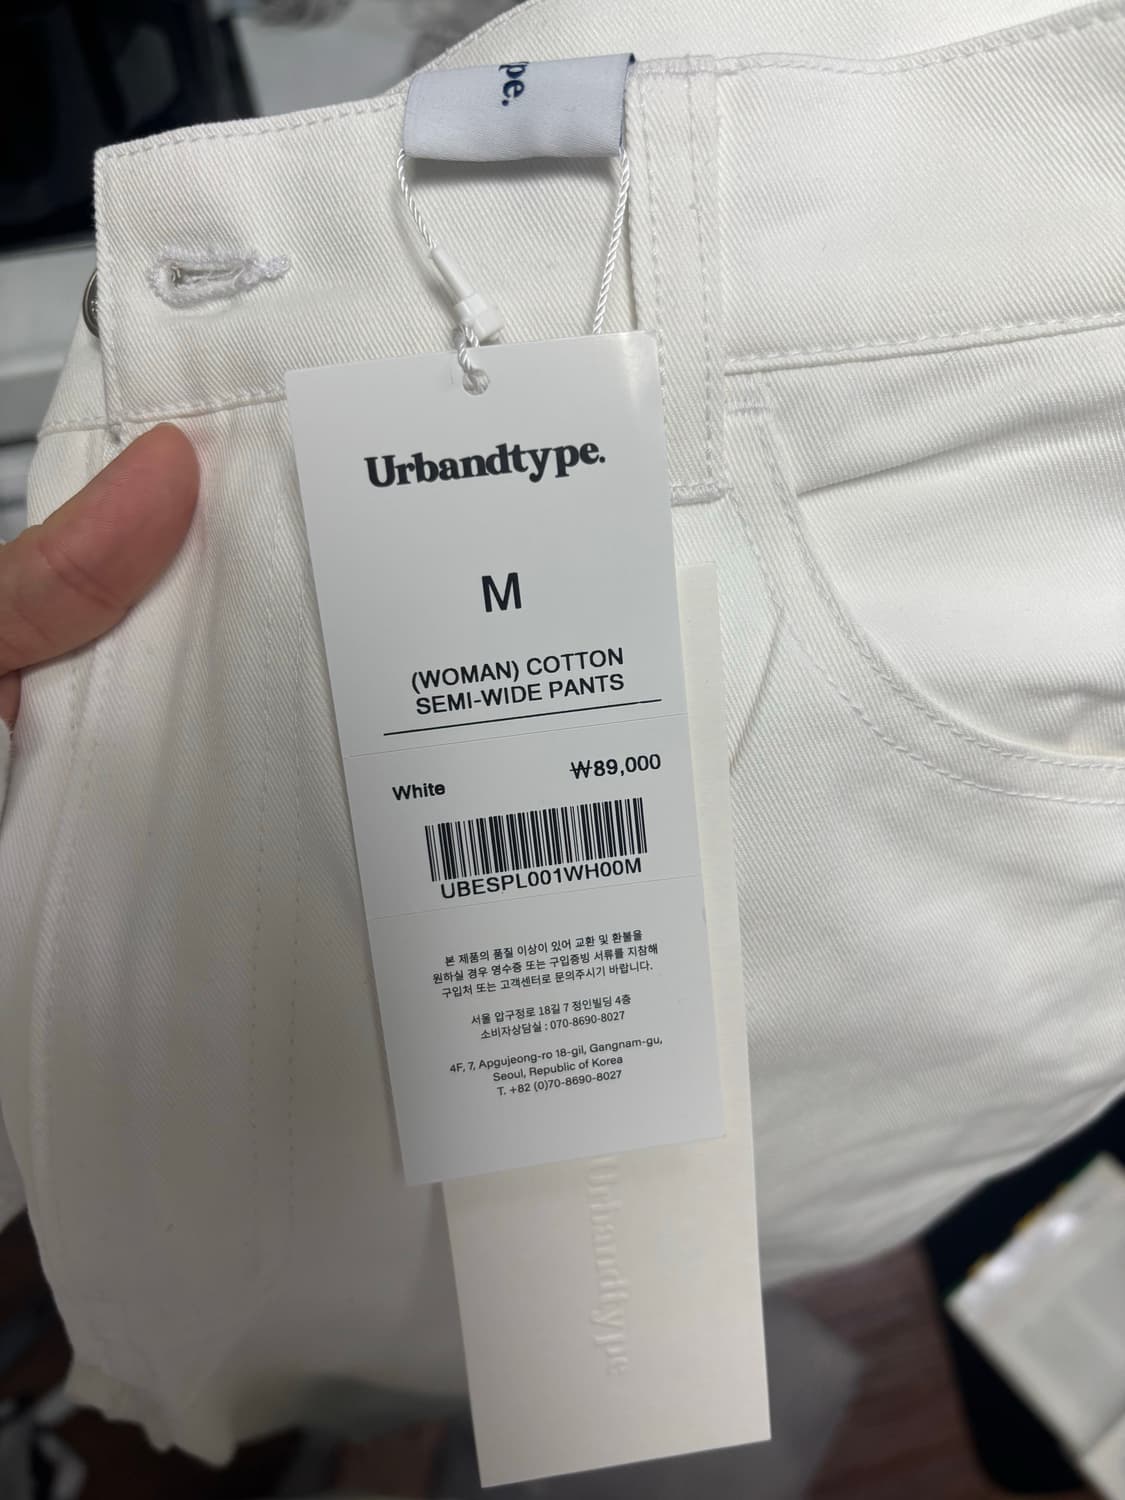 pe.
Urbandtype.
M
(WOMAN) COTTON
SEMI-WIDE PANTS
White
₩89,000
UBESPL001WH00M
본 제품의 품질 이상이 있어 교환 및 환불을
원하실 경우 영수증 또는 구입증빙 서류를 지참해
구입처 또는 고객센터로 문의주시기 바랍니다.
서울 압구정로 18길 7 정인빌딩 4층
소비자상담실 : 070-8690-8027
4F, 7, Apgujeong-ro 18-gil, Gangnam-gu,
Seoul, Republic of Korea
T. +82 (0)70-8690-8027
Urbandtype